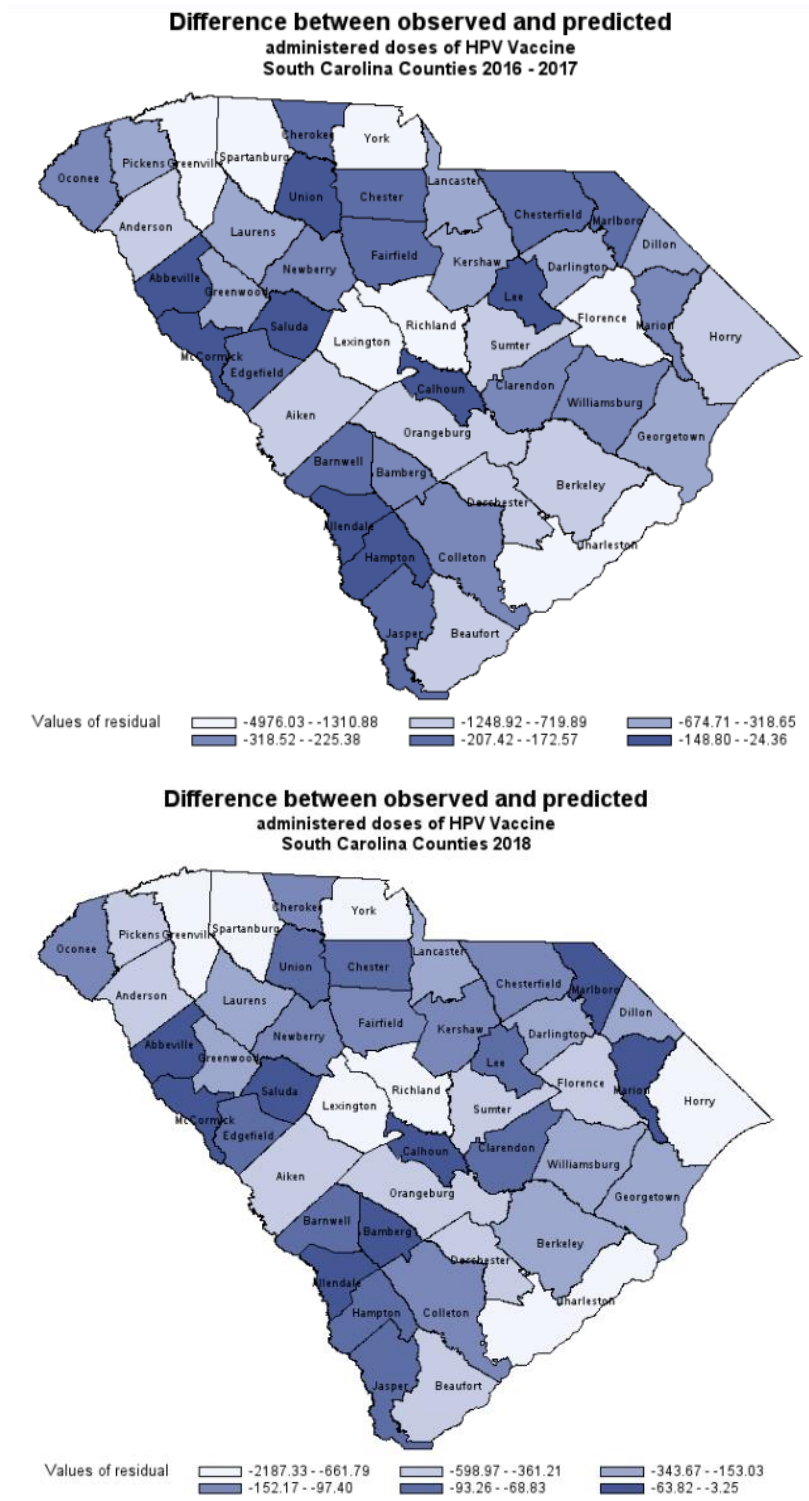 Difference between observed and predicted
administered doses of HPV Vaccine
South Carolina Counties 2016 - 2017
Cherokee
York
Spartanburg
Pickens
Greenville
Oconee
Lancaster
Union
Chester
Chesterfield
Marlboro
Anderson
Laurens
Dillon
Fairfield
Kershaw
Newberry
Darlington
Abbeville
Greenwood
Lee
Florence
Saluda
Richland
Marion
Horry
Lexington
Sumter
McCormick
Edgefield
Calhoun
Clarendon
Williamsburg
Aiken
Orangeburg
Georgetown
Barnwell
Bamberg
Berkeley
Dorchester
Allendale
Charleston
Hampton
Colleton
Jasper
Beaufort
Values of residual -4976.03 - -1310.88 -1248.92 - -719.89 -674.71 - -318.65
-318.52 - -225.38 -207.42 - -172.57 -148.80 - -24.36
Difference between observed and predicted
administered doses of HPV Vaccine
South Carolina Counties 2018
Cherokee
York
Spartanburg
Pickens
Greenville
Oconee
Lancaster
Union
Chester
Chesterfield
Marlboro
Anderson
Laurens
Dillon
Fairfield
Kershaw
Newberry
Darlington
Abbeville
Greenwood
Lee
Florence
Saluda
Richland
Marion
Horry
Lexington
Sumter
McCormick
Edgefield
Calhoun
Clarendon
Williamsburg
Aiken
Orangeburg
Georgetown
Barnwell
Bamberg
Berkeley
Dorchester
Allendale
Charleston
Hampton
Colleton
Jasper
Beaufort
Values of residual -2187.33 - -661.79 -598.97 - -361.21 -343.67 - -153.03
-152.17 - -97.40 -93.26 - -68.83 -63.82 - -3.25